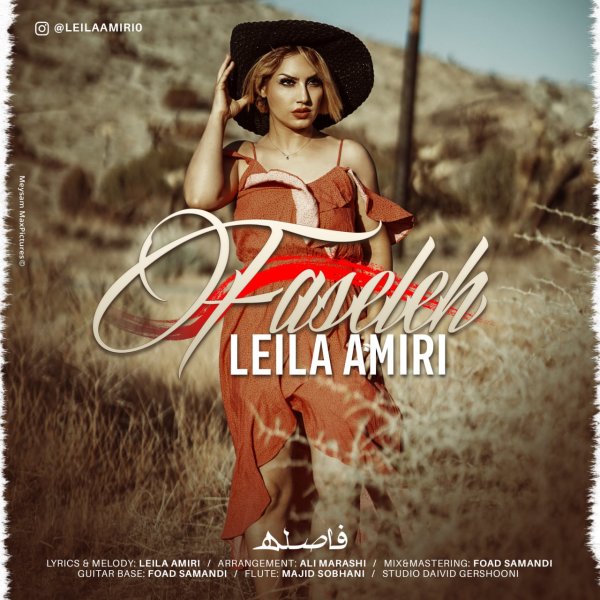 @LEILAAMIRI0
Meysam MaxPictures©
Faseleh
LEILA AMIRI
فاصله
LYRICS & MELODY: LEILA AMIRI / ARRANGEMENT: ALI MARASHI / MIX&MASTERING: FOAD SAMANDI
GUITAR BASE: FOAD SAMANDI / FLUTE: MAJID SOBHANI / STUDIO DAIVID GERSHOONI